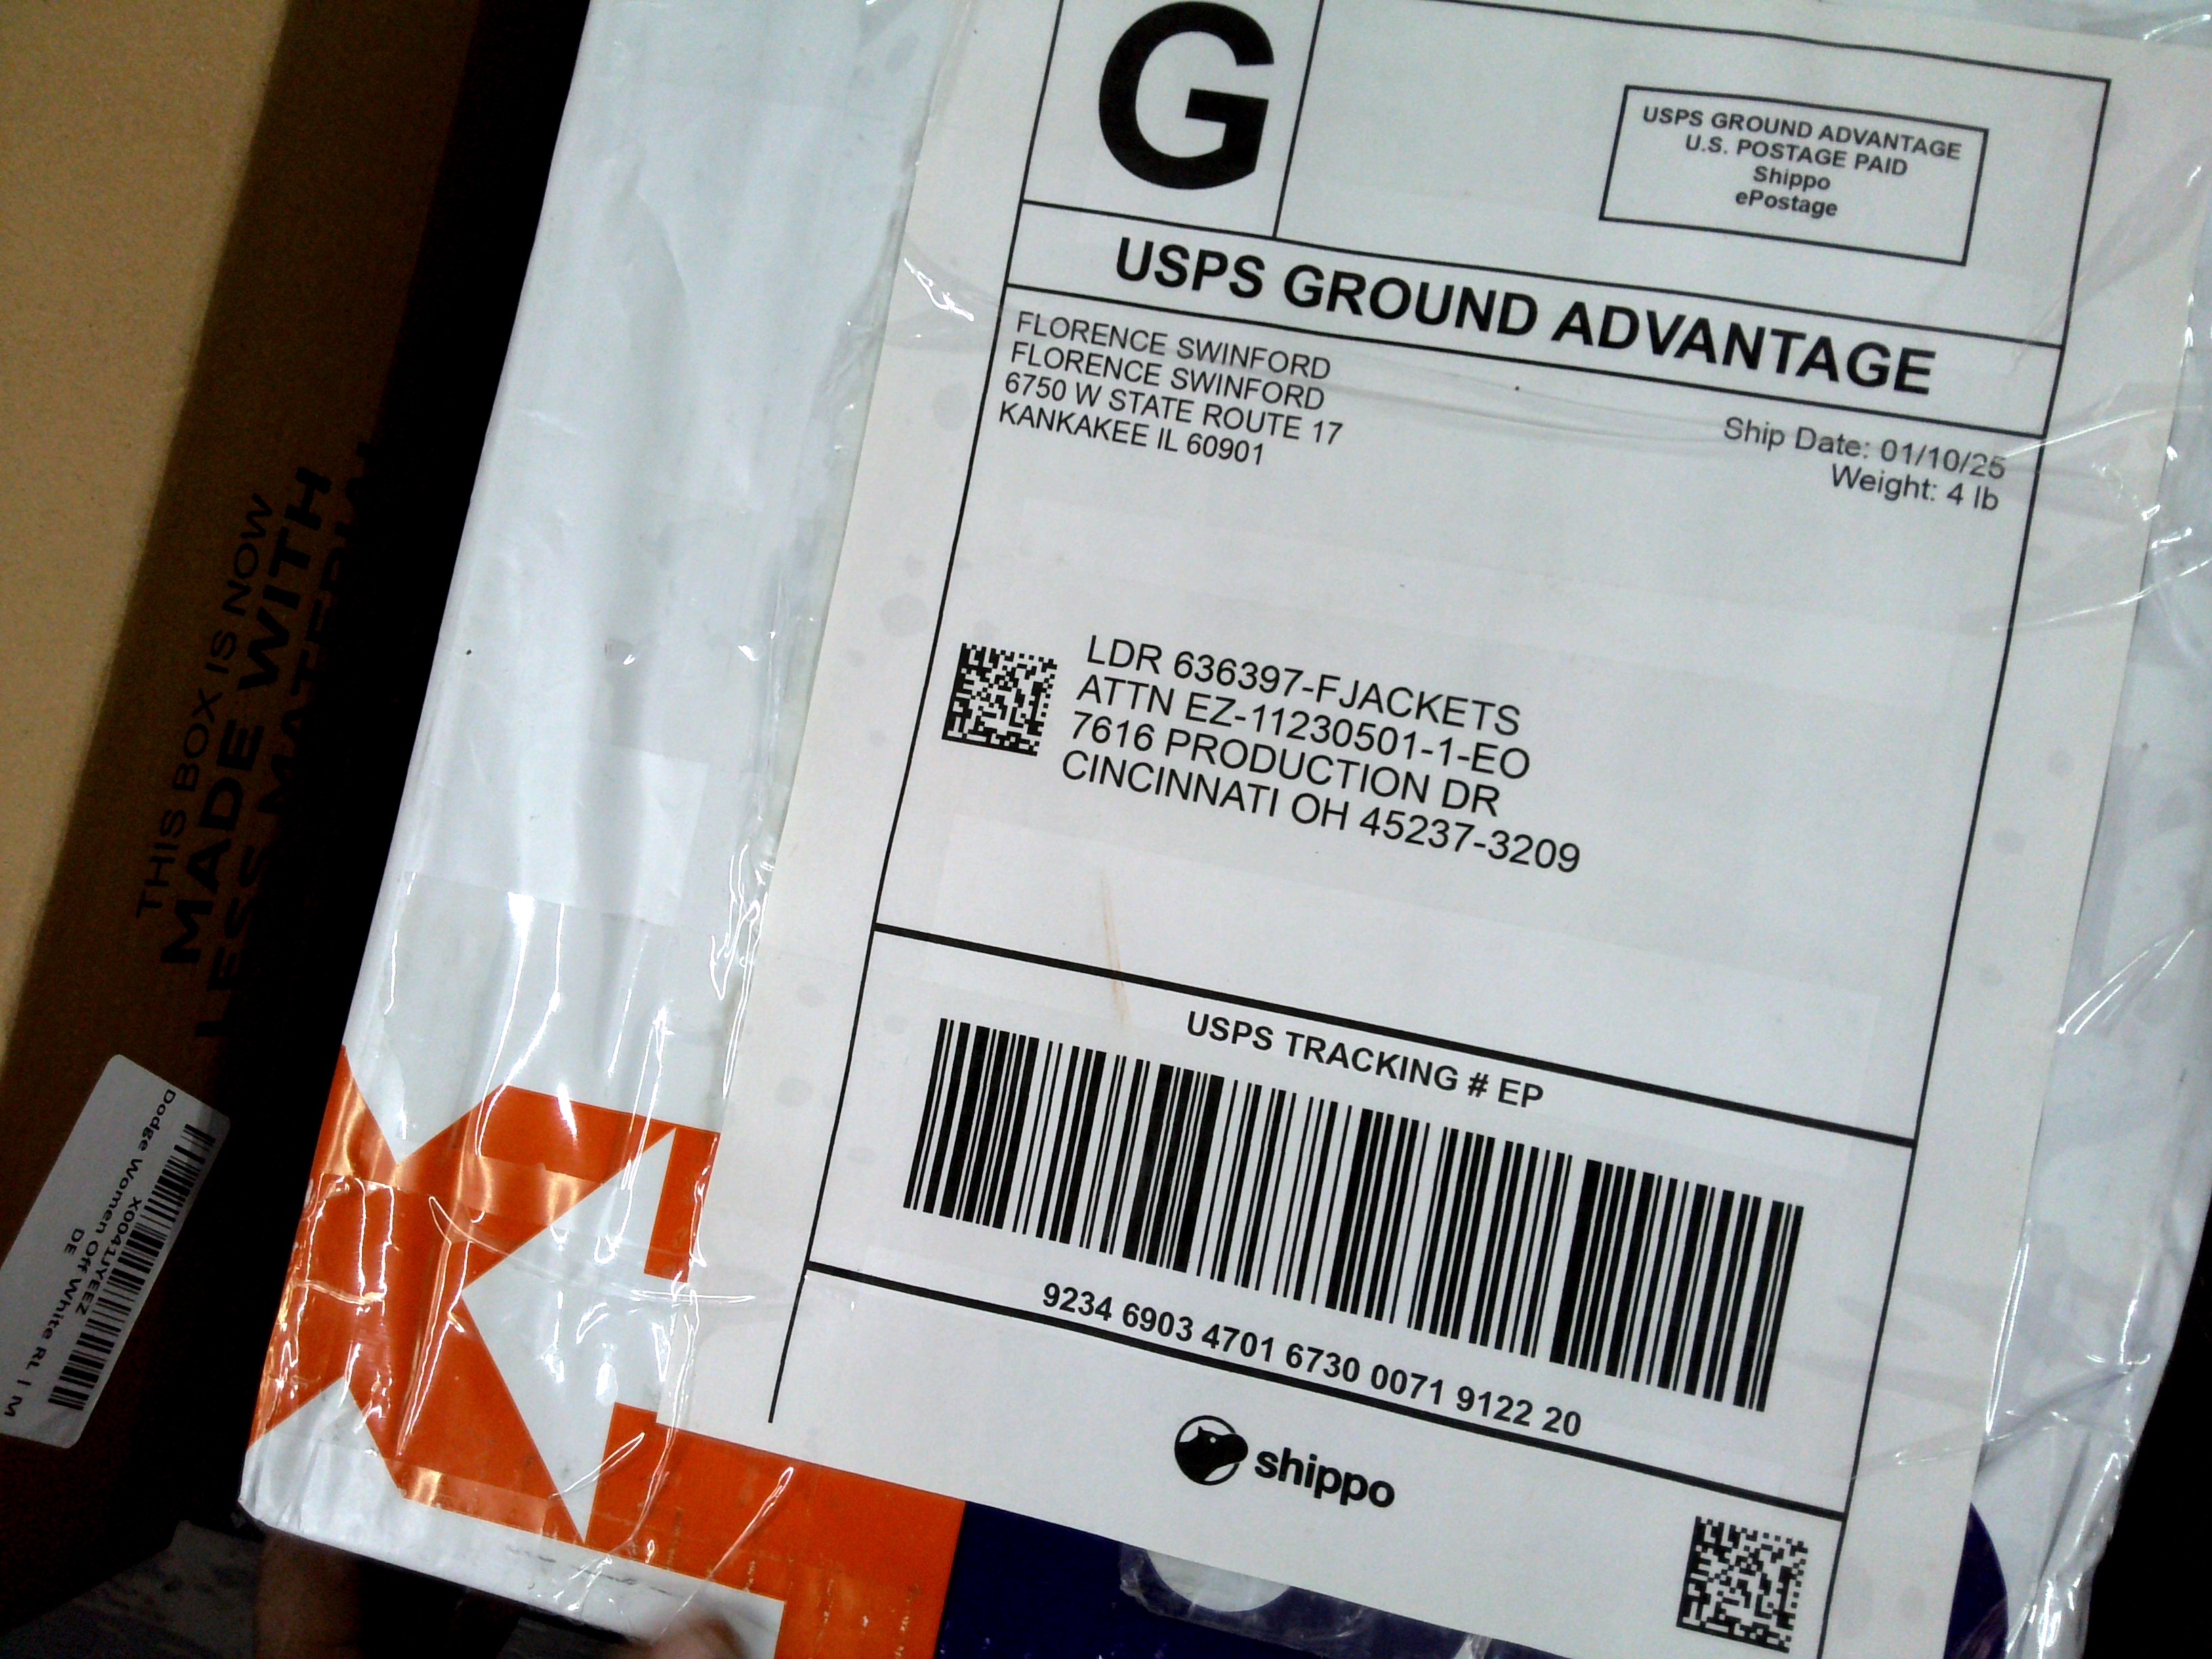 G
USPS GROUND ADVANTAGE
U.S. POSTAGE PAID
Shippo
ePostage
USPS GROUND ADVANTAGE
FLORENCE SWINFORD
FLORENCE SWINFORD
6750 W STATE ROUTE 17
KANKAKEE IL 60901
Ship Date: 01/10/25
Weight: 4 lb
LDR 636397-FJACKETS
ATTN EZ-11230501-1-EO
7616 PRODUCTION DR
CINCINNATI OH 45237-3209
USPS TRACKING # EP
9234 6903 4701 6730 0071 9122 20
shippo
THIS BOX IS NOW
MADE WITH
LESS MATERIAL
X0041JYEEZ
Dodge Women Off White RL | M
DE